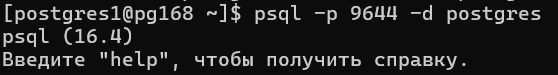 [postgres1@pg168 ~]$ psql -p 9644 -d postgres
psql (16.4)
Введите "help", чтобы получить справку.